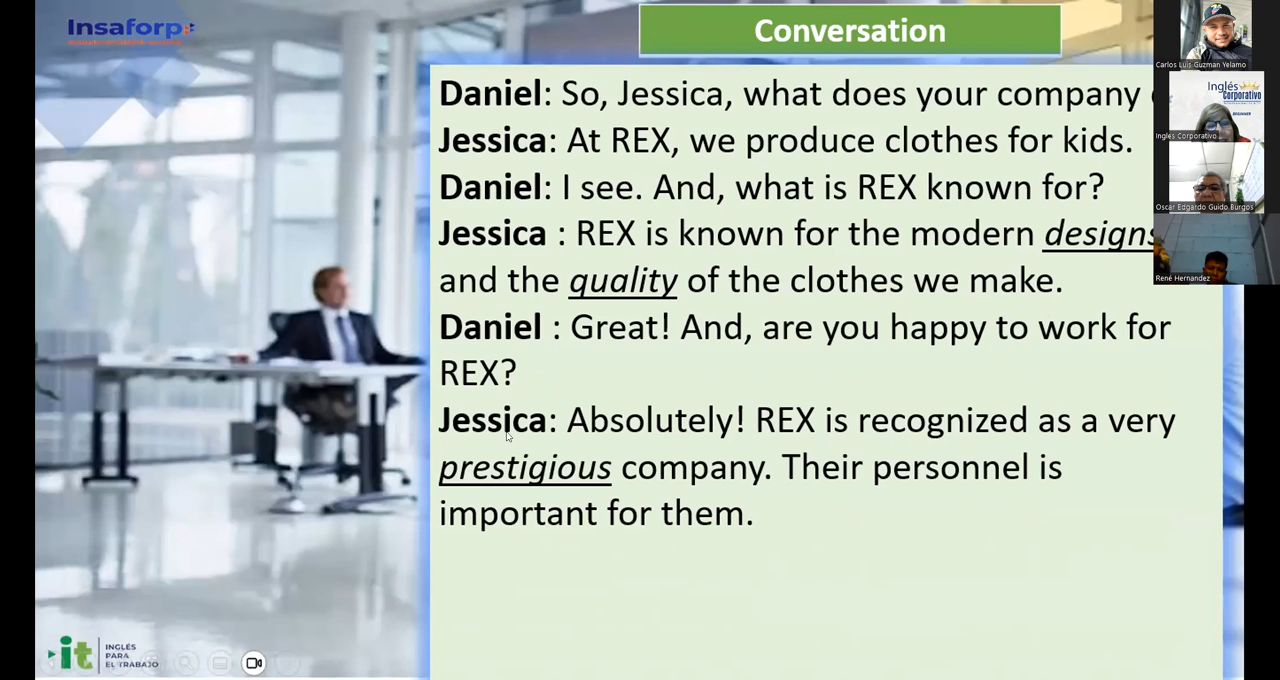 Insaforp
Conversation
Daniel: So, Jessica, what does your company
Jessica: At REX, we produce clothes for kids.
Daniel: I see. And, what is REX known for?
Jessica : REX is known for the modern designs
and the quality of the clothes we make.
Daniel : Great! And, are you happy to work for
REX?
Jessica: Absolutely! REX is recognized as a very
prestigious company. Their personnel is
important for them.
Carlos Luis Guzman Yelamo
Inglés
Corporativo
BEGINNER
Inglés Corporativo
Oscar Edgardo Guido Burgos
René Hernandez
it
INGLÉS
PARA
EL TRABAJO